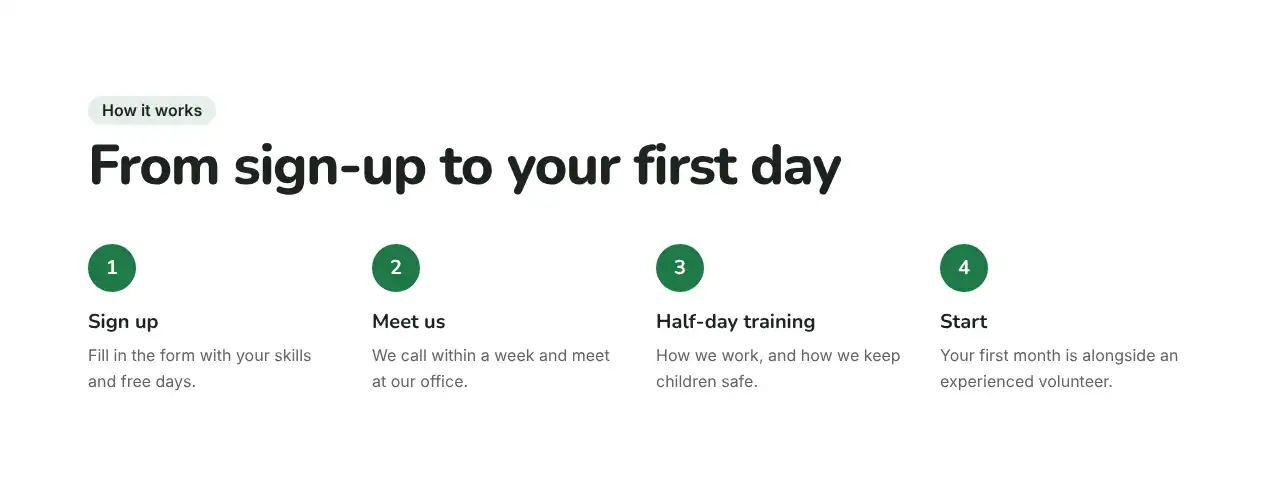 How it works
From sign-up to your first day
1
Sign up
Fill in the form with your skills
and free days.
2
Meet us
We call within a week and meet
at our office.
3
Half-day training
How we work, and how we keep
children safe.
4
Start
Your first month is alongside an
experienced volunteer.